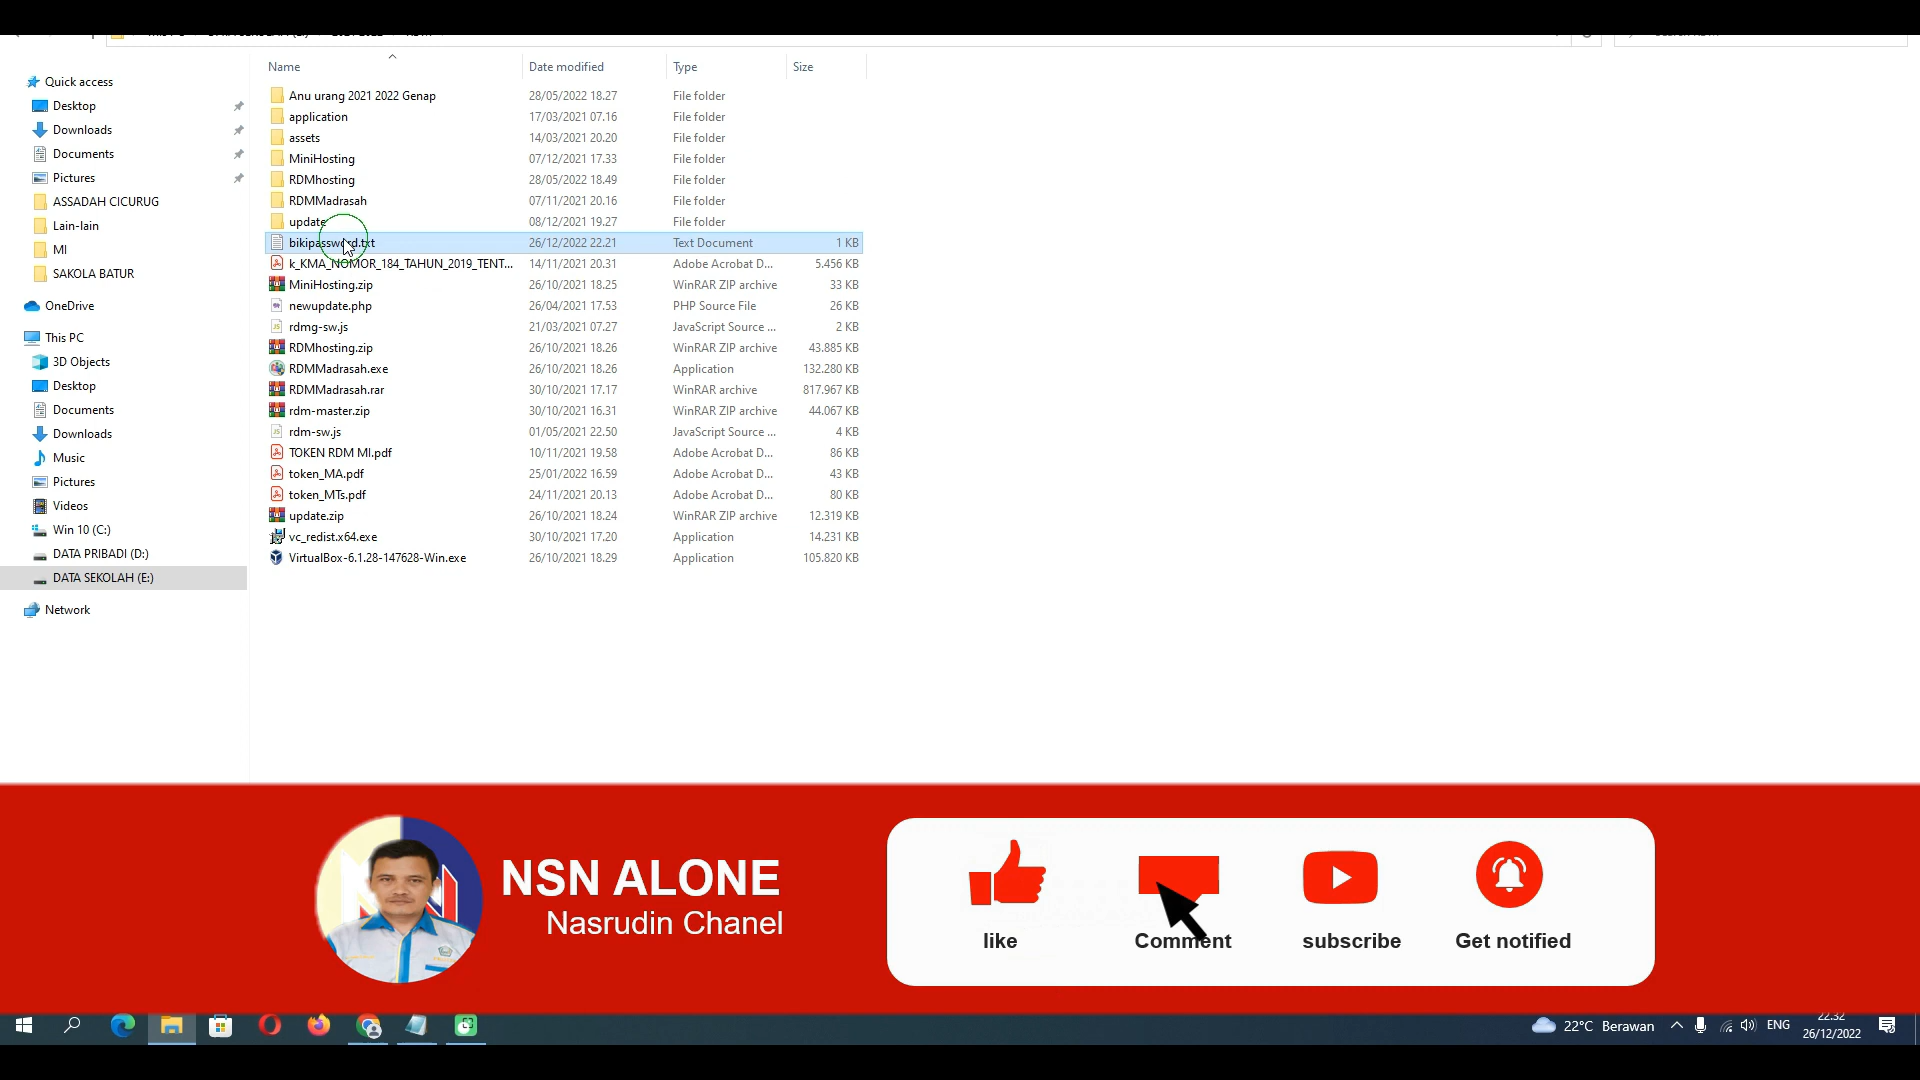 Name Date modified Type Size
Quick access
Desktop
Downloads
Documents
Pictures
ASSADAH CICURUG
Lain-lain
MI
SAKOLA BATUR
OneDrive
This PC
3D Objects
Desktop
Documents
Downloads
Music
Pictures
Videos
Win 10 (C:)
DATA PRIBADI (D:)
DATA SEKOLAH (E:)
Network
Anu urang 2021 2022 Genap 28/05/2022 18.27 File folder
application 17/03/2021 07.16 File folder
assets 14/03/2021 20.20 File folder
MiniHosting 07/12/2021 17.33 File folder
RDMhosting 28/05/2022 18.49 File folder
RDMMadrasah 07/11/2021 20.16 File folder
update 08/12/2021 19.27 File folder
bikipassword.txt 26/12/2022 22.21 Text Document 1 KB
k_KMA_NOMOR_184_TAHUN_2019_TENT... 14/11/2021 20.31 Adobe Acrobat D... 5.456 KB
MiniHosting.zip 26/10/2021 18.25 WinRAR ZIP archive 33 KB
newupdate.php 26/04/2021 17.53 PHP Source File 26 KB
rdmg-sw.js 21/03/2021 07.27 JavaScript Source ... 2 KB
RDMhosting.zip 26/10/2021 18.26 WinRAR ZIP archive 43.885 KB
RDMMadrasah.exe 26/10/2021 18.26 Application 132.280 KB
RDMMadrasah.rar 30/10/2021 17.17 WinRAR archive 817.967 KB
rdm-master.zip 30/10/2021 16.31 WinRAR ZIP archive 44.067 KB
rdm-sw.js 01/05/2021 22.50 JavaScript Source ... 4 KB
TOKEN RDM MI.pdf 10/11/2021 19.58 Adobe Acrobat D... 86 KB
token_MA.pdf 25/01/2022 16.59 Adobe Acrobat D... 43 KB
token_MTs.pdf 24/11/2021 20.13 Adobe Acrobat D... 80 KB
update.zip 26/10/2021 18.24 WinRAR ZIP archive 12.319 KB
vc_redist.x64.exe 30/10/2021 17.20 Application 14.231 KB
VirtualBox-6.1.28-147628-Win.exe 26/10/2021 18.29 Application 105.820 KB
NSN ALONE
Nasrudin Chanel
like Comment subscribe Get notified
22°C Berawan ENG 22.32
26/12/2022